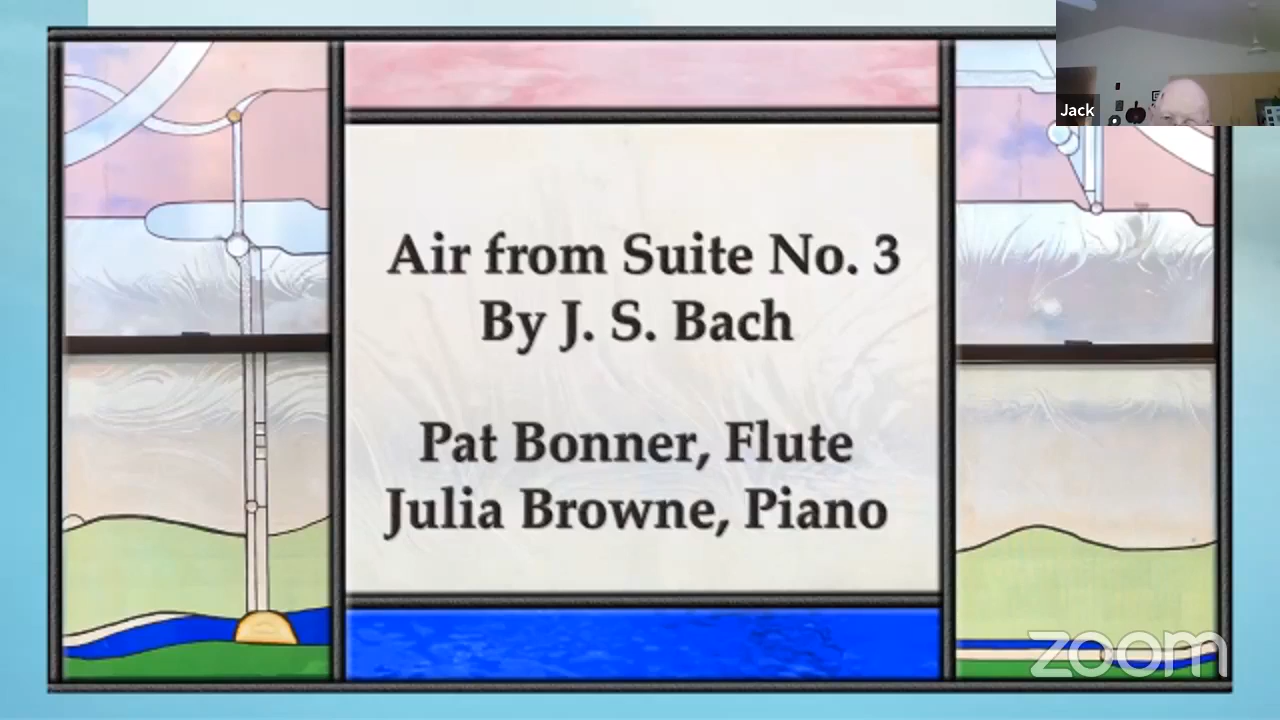 Jack
Air from Suite No. 3
By J. S. Bach
Pat Bonner, Flute
Julia Browne, Piano
zoom